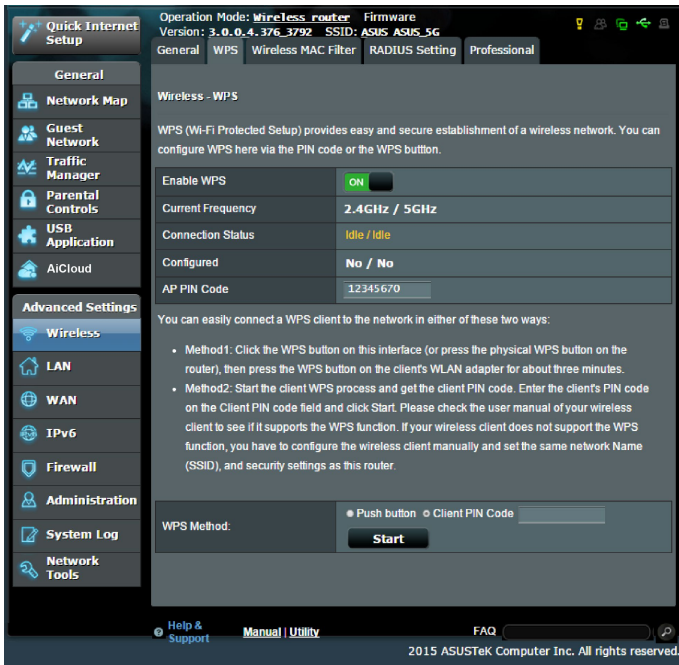 Quick Internet
Setup
General
Network Map
Guest
Network
Traffic
Manager
Parental
Controls
USB
Application
AiCloud
Advanced Settings
Wireless
LAN
WAN
IPv6
Firewall
Administration
System Log
Network
Tools
Operation Mode: Wireless router Firmware
Version: 3.0.0.4.376_3792 SSID: ASUS ASUS_5G
General WPS Wireless MAC Filter RADIUS Setting Professional
Wireless - WPS
WPS (Wi-Fi Protected Setup) provides easy and secure establishment of a wireless network. You can
configure WPS here via the PIN code or the WPS buttton.
Enable WPS ON
Current Frequency 2.4GHz / 5GHz
Connection Status Idle / Idle
Configured No / No
AP PIN Code 12345670
You can easily connect a WPS client to the network in either of these two ways:
• Method1: Click the WPS button on this interface (or press the physical WPS button on the
router), then press the WPS button on the client's WLAN adapter for about three minutes.
• Method2: Start the client WPS process and get the client PIN code. Enter the client's PIN code
on the Client PIN code field and click Start. Please check the user manual of your wireless
client to see if it supports the WPS function. If your wireless client does not support the WPS
function, you have to configure the wireless client manually and set the same network Name
(SSID), and security settings as this router.
WPS Method: Push button Client PIN Code
Start
Help &
Support
Manual | Utility
FAQ
2015 ASUSTeK Computer Inc. All rights reserved.